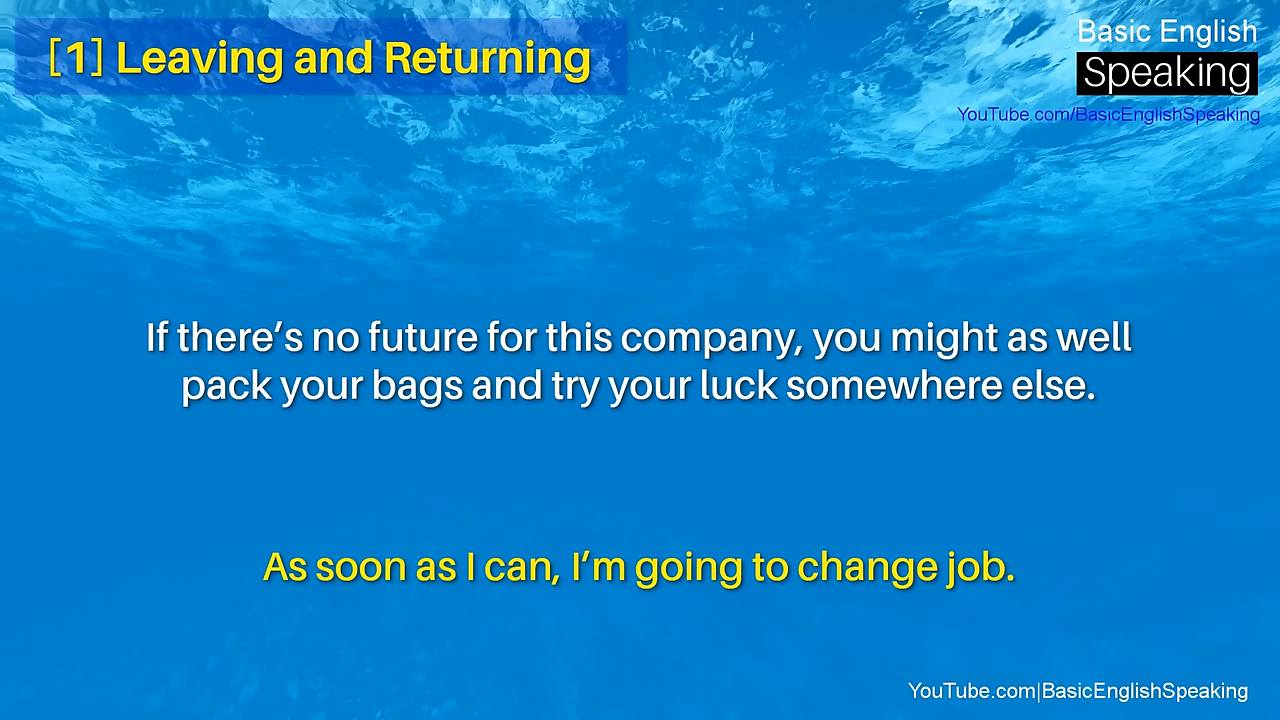 [1] Leaving and Returning
Basic English
Speaking
YouTube.com/BasicEnglishSpeaking
If there’s no future for this company, you might as well
pack your bags and try your luck somewhere else.
As soon as I can, I’m going to change job.
YouTube.com|BasicEnglishSpeaking